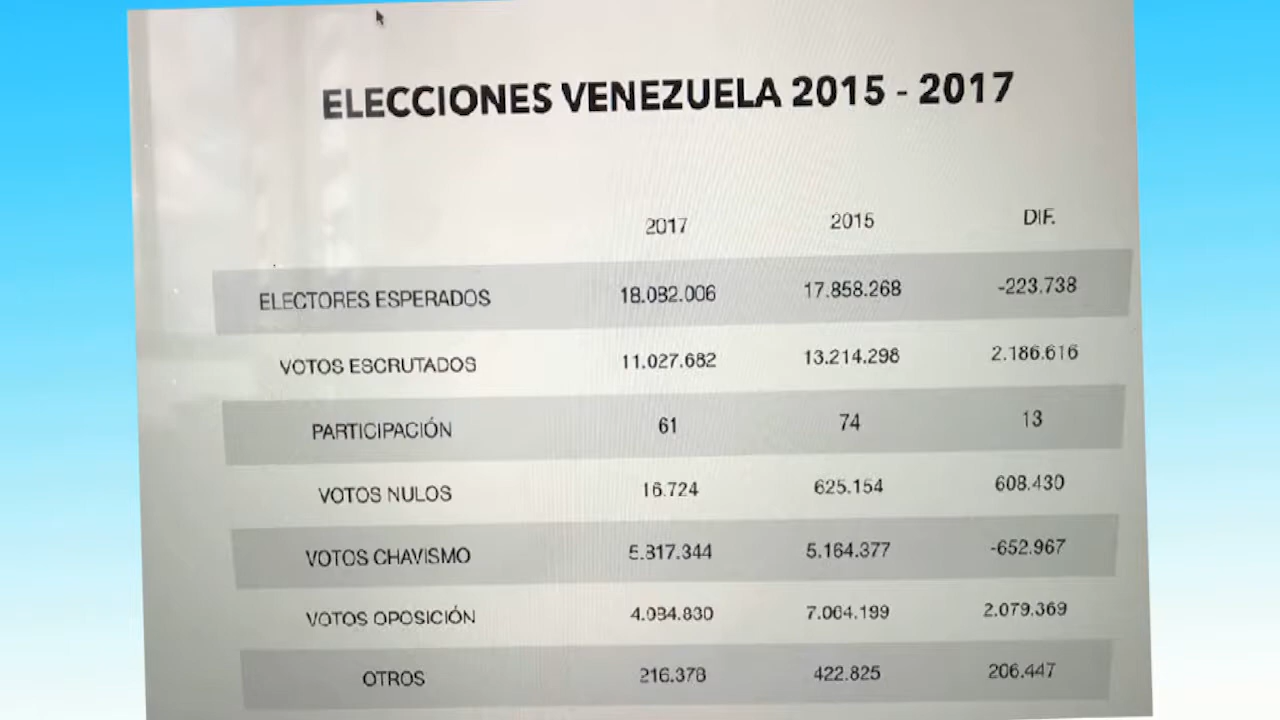 ELECCIONES VENEZUELA 2015 - 2017
2017 2015 DIF.
ELECTORES ESPERADOS 18.082.006 17.858.268 -223.738
VOTOS ESCRUTADOS 11.027.682 13.214.298 2.186.616
PARTICIPACIÓN 61 74 13
VOTOS NULOS 16.724 625.154 608.430
VOTOS CHAVISMO 5.817.344 5.164.377 -652.967
VOTOS OPOSICIÓN 4.984.830 7.064.199 2.079.369
OTROS 216.378 422.825 206.447